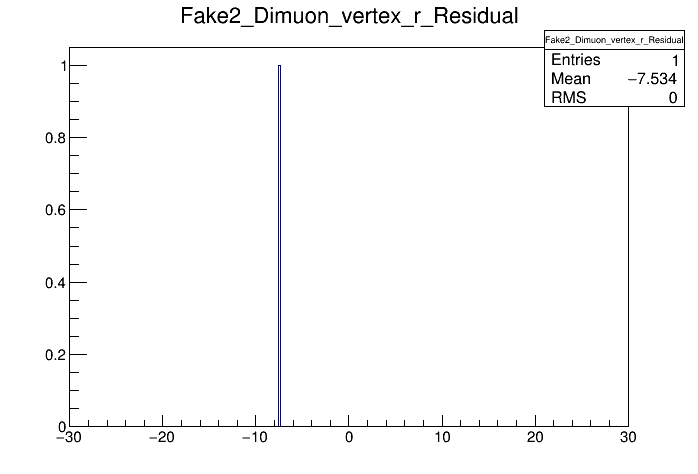 Fake2_Dimuon_vertex_r_Residual
Fake2_Dimuon_vertex_r_Residual
Entries 1
Mean −7.534
RMS 0
1
0.8
0.6
0.4
0.2
0
−30 −20 −10 0 10 20 30